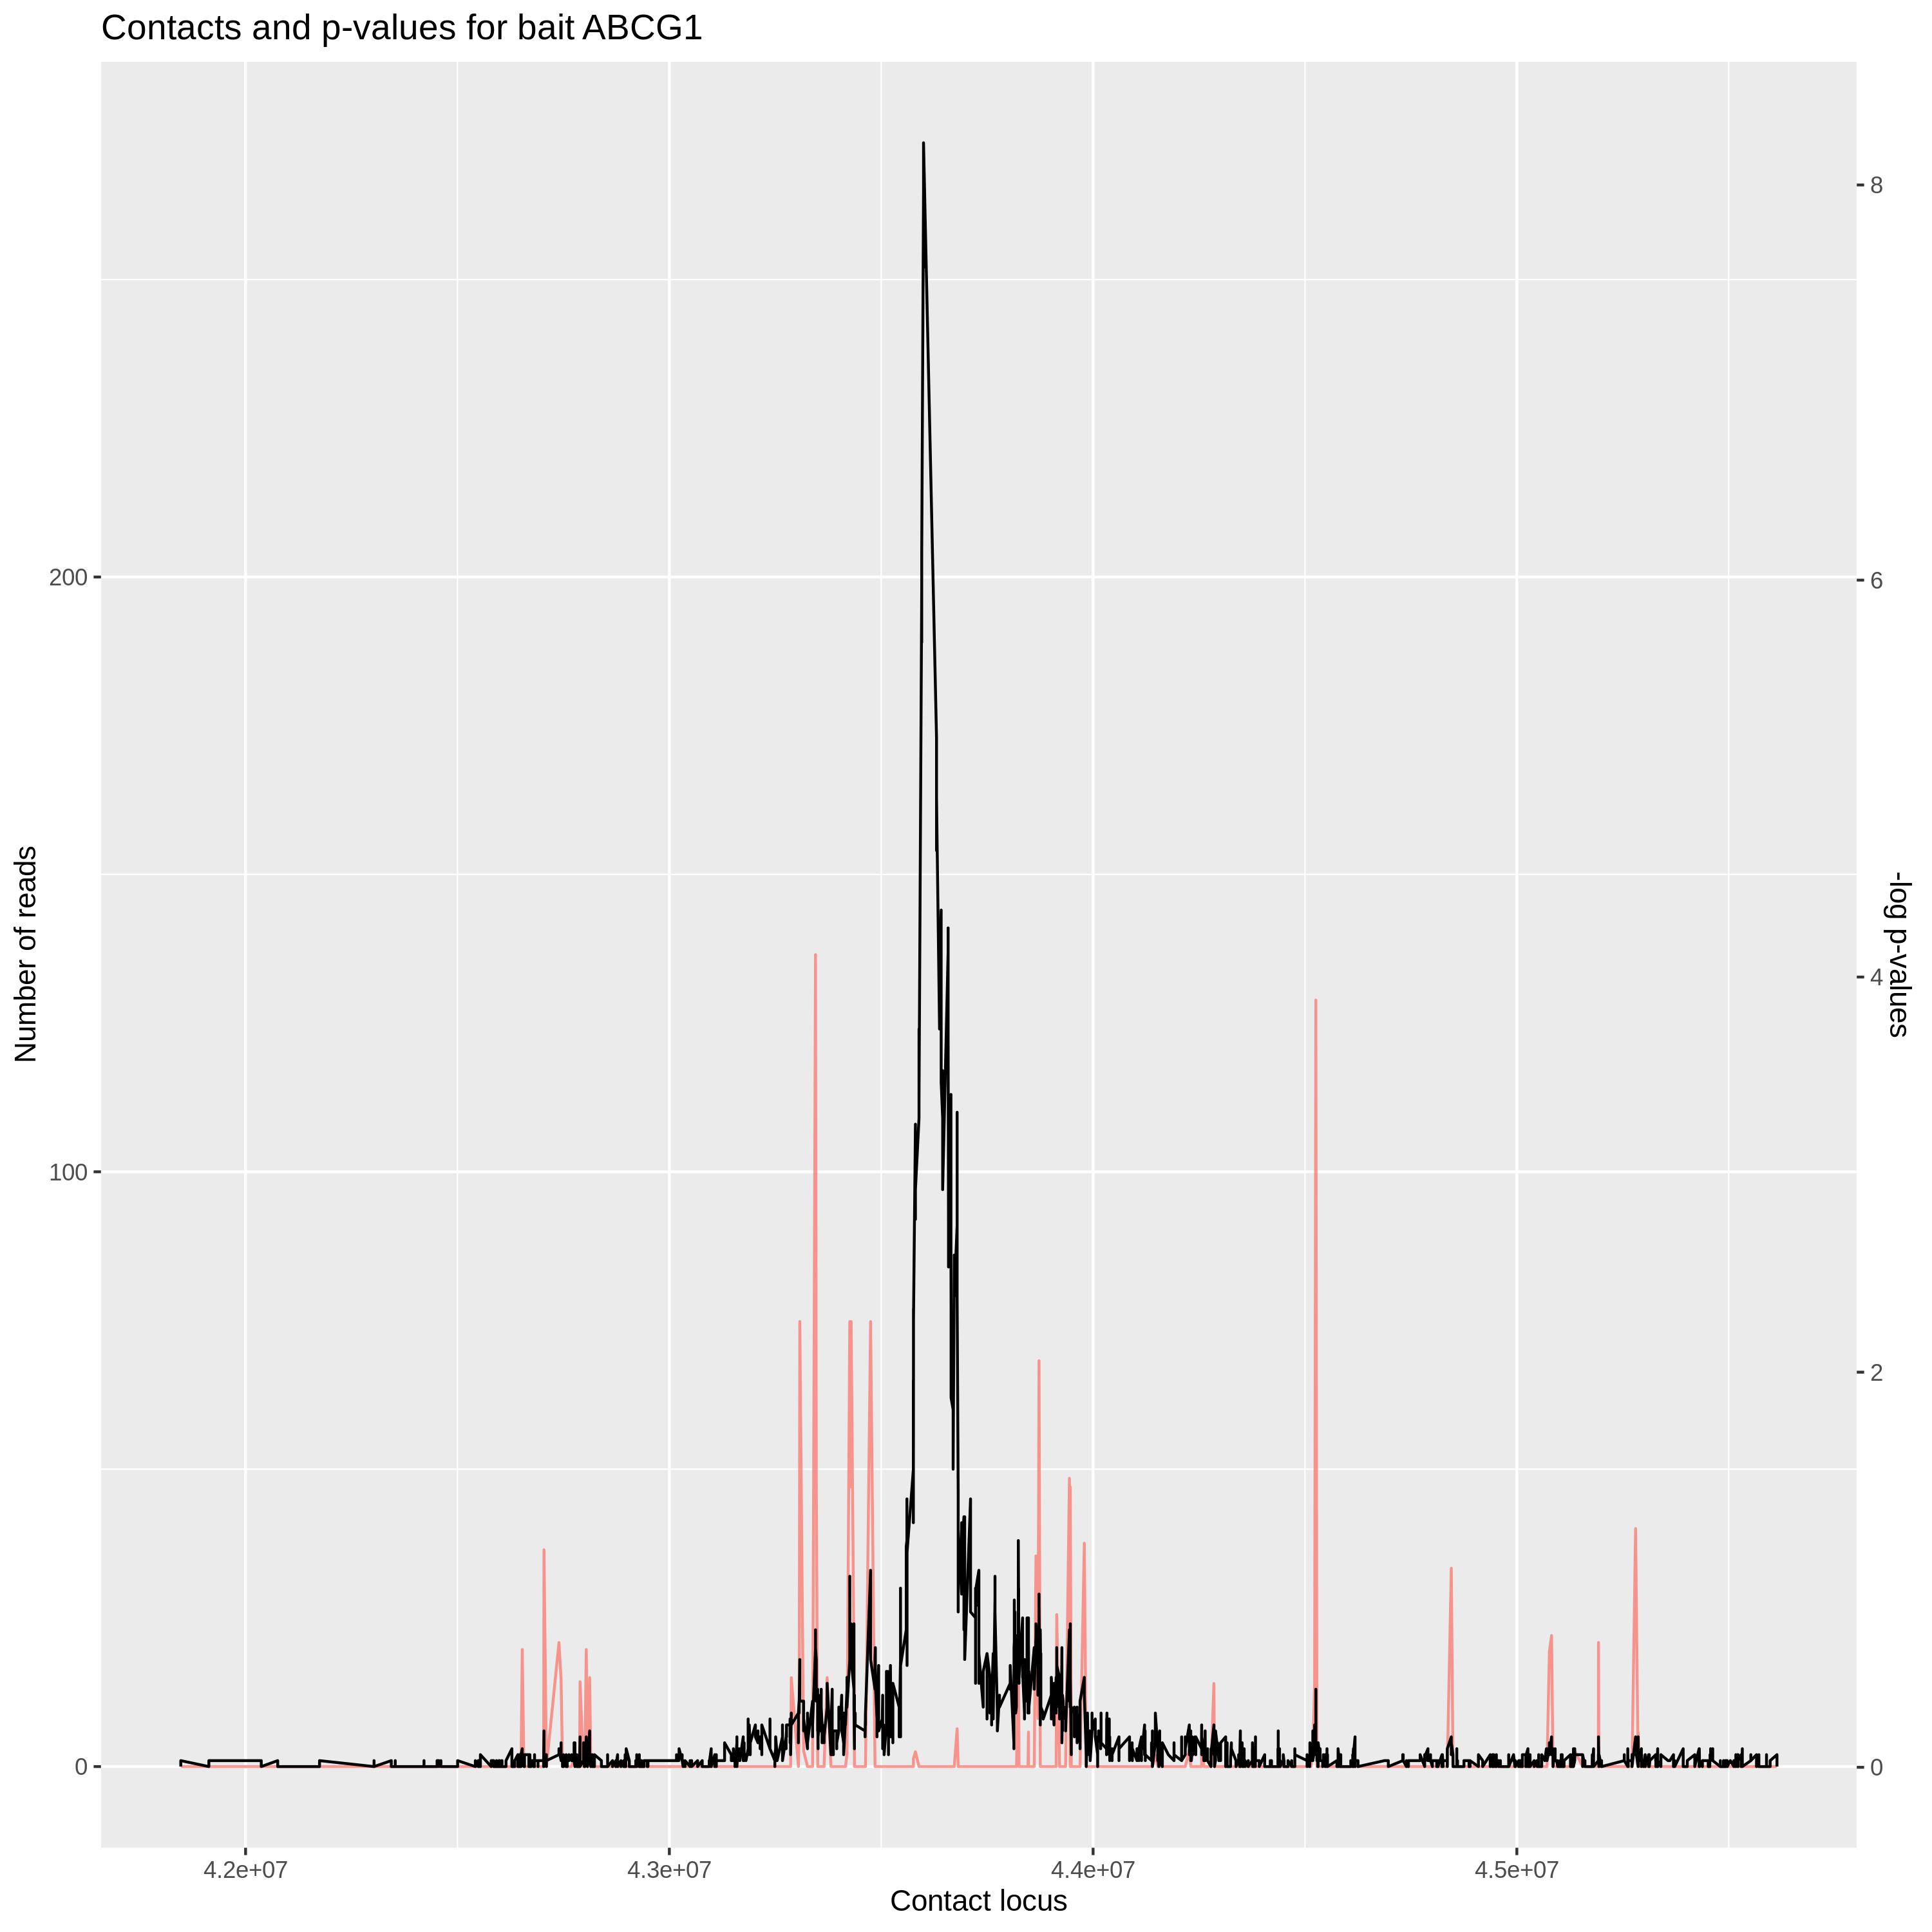 Contacts and p-values for bait ABCG1
Number of reads
200
100
0
8
6
4
2
0
-log p-values
4.2e+07 4.3e+07 4.4e+07 4.5e+07
Contact locus